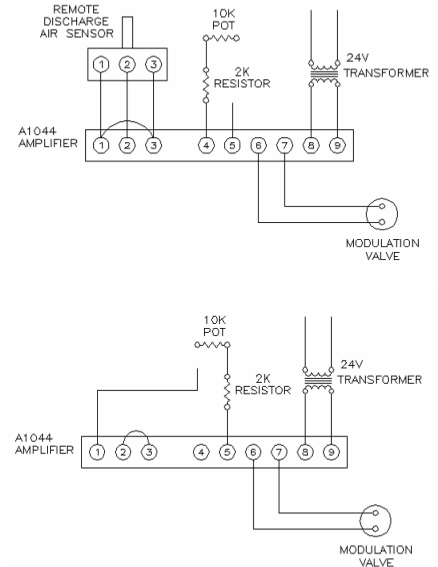 REMOTE
DISCHARGE
AIR SENSOR
10K
POT
1 2 3
2K
RESISTOR
24V
TRANSFORMER
A1044
AMPLIFIER
1 2 3 4 5 6 7 8 9
MODULATION
VALVE
10K
POT
2K
RESISTOR
24V
TRANSFORMER
A1044
AMPLIFIER
1 2 3 4 5 6 7 8 9
MODULATION
VALVE